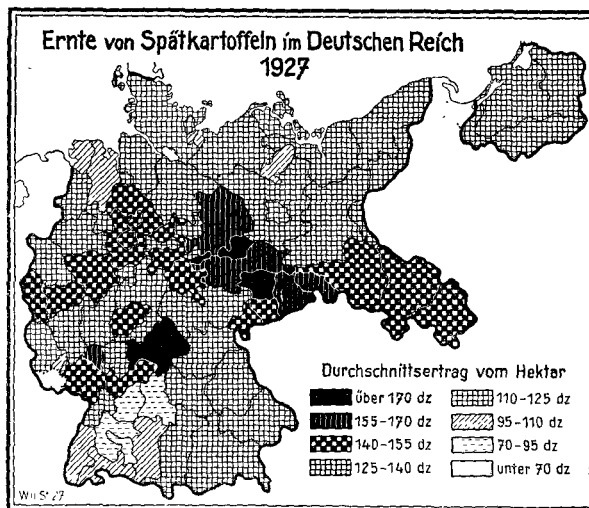 Ernte von Spätkartoffeln im Deutschen Reich
1927
Durchschnittsertrag vom Hektar
über 170 dz
155-170 dz
140-155 dz
125-140 dz
110-125 dz
95-110 dz
70-95 dz
unter 70 dz